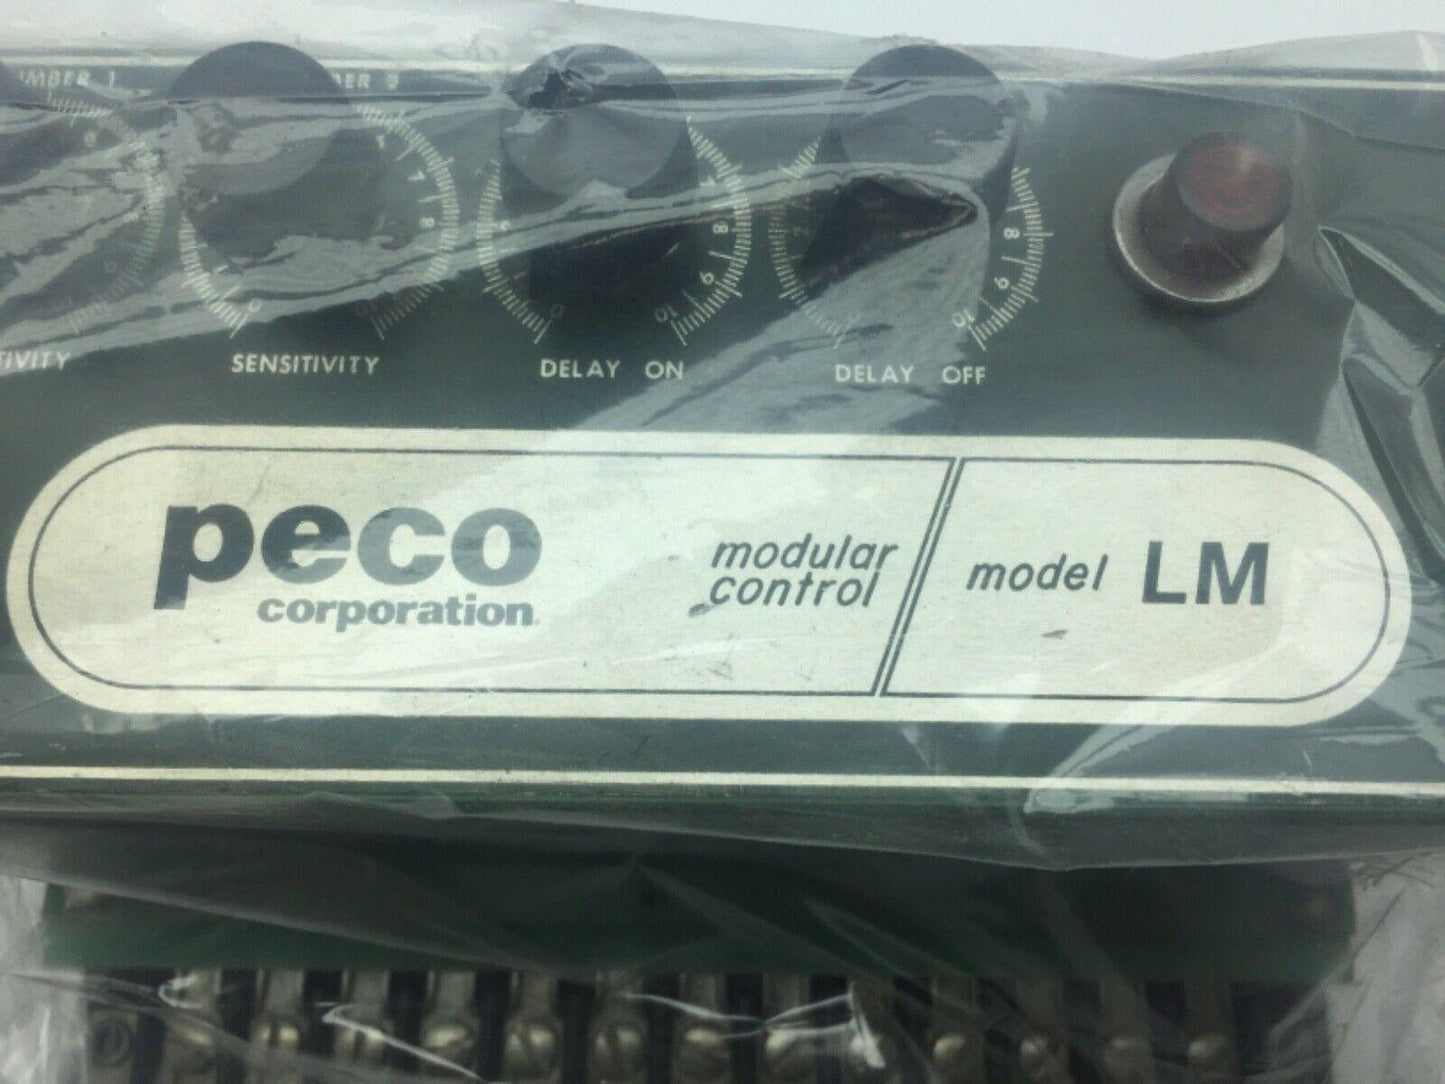 SENSITIVITY DELAY ON DELAY OFF
peco
corporation
modular
control
model LM